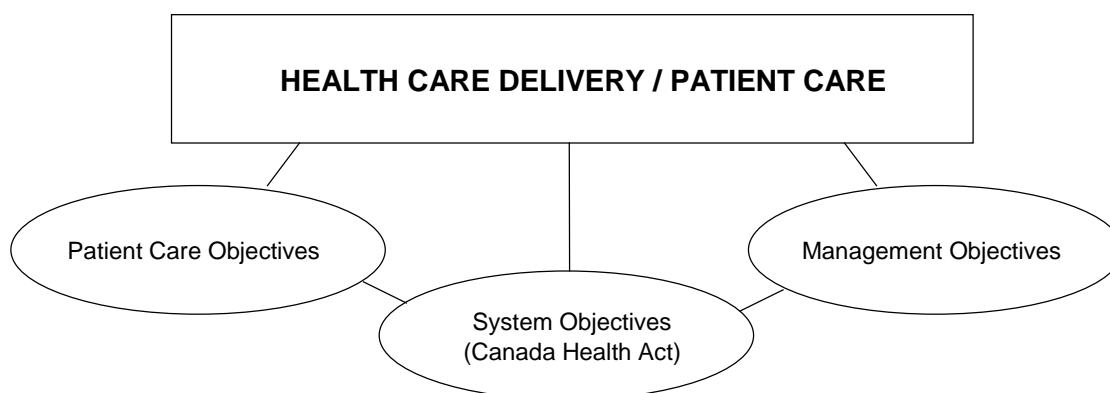 HEALTH CARE DELIVERY / PATIENT CARE
Patient Care Objectives
Management Objectives
System Objectives
(Canada Health Act)